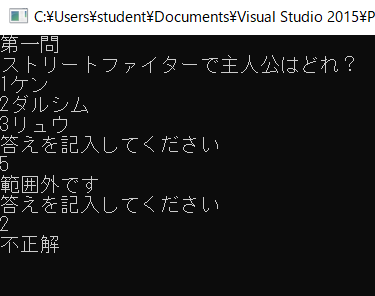 C:¥Users¥student¥Documents¥Visual Studio 2015¥P
第一問
ストリートファイターで主人公はどれ？
1ケン
2ダルシム
3リュウ
答えを記入してください
5
範囲外です
答えを記入してください
2
不正解